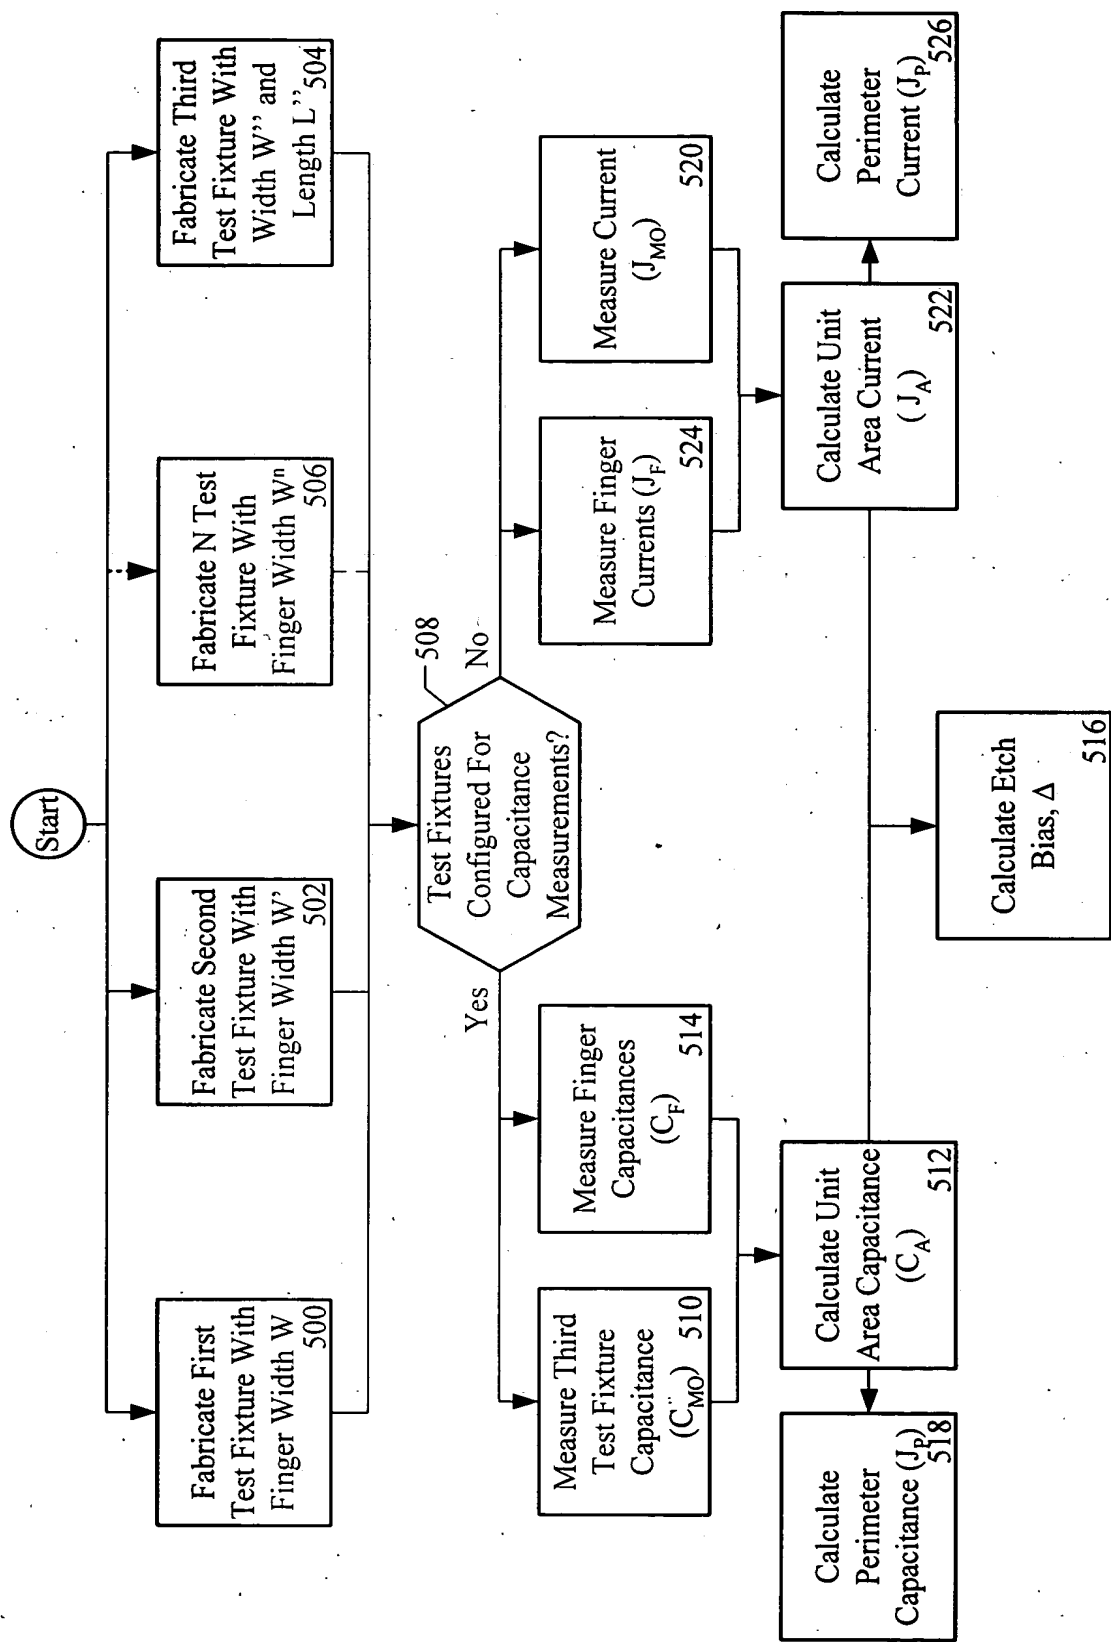 Start
Fabricate First
Test Fixture With
Finger Width W
500
Fabricate Second
Test Fixture With
Finger Width W'
502
Fabricate N Test
Fixture With
Finger Width Wⁿ
506
Fabricate Third
Test Fixture With
Width W'' and
Length L'' 504
Test Fixtures
Configured For
Capacitance
Measurements?
508
Yes
No
Measure Third
Test Fixture
Capacitance
(C_MO) 510
Measure Finger
Capacitances
(C_F)
514
Measure Finger
Currents (J_F)
524
Measure Current
(J_MO)
520
Calculate
Perimeter
Capacitance (J_P)
518
Calculate Unit
Area Capacitance
(C_A)
512
Calculate Unit
Area Current
(J_A)
522
Calculate
Perimeter
Current (J_P)
526
Calculate Etch
Bias, Δ
516